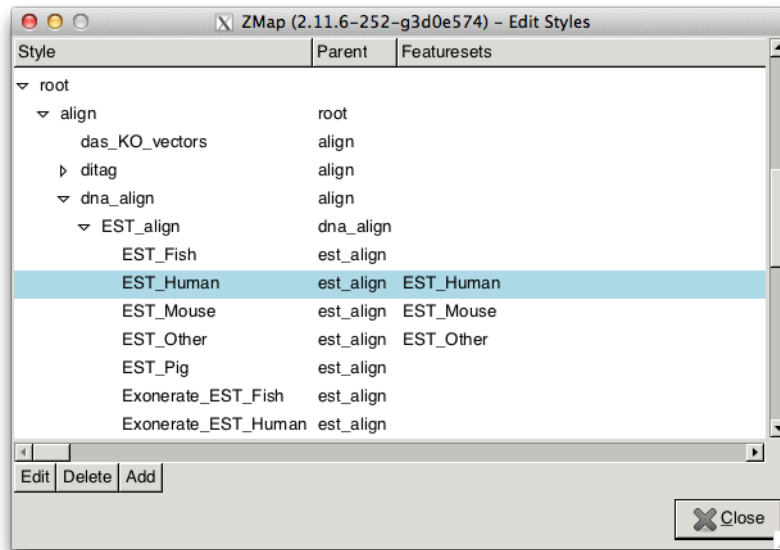 ZMap (2.11.6-252-g3d0e574) - Edit Styles
Style Parent Featuresets
root
align root
das_KO_vectors align
ditag align
dna_align align
EST_align dna_align
EST_Fish est_align
EST_Human est_align EST_Human
EST_Mouse est_align EST_Mouse
EST_Other est_align EST_Other
EST_Pig est_align
Exonerate_EST_Fish est_align
Exonerate_EST_Human est_align
Edit Delete Add
Close